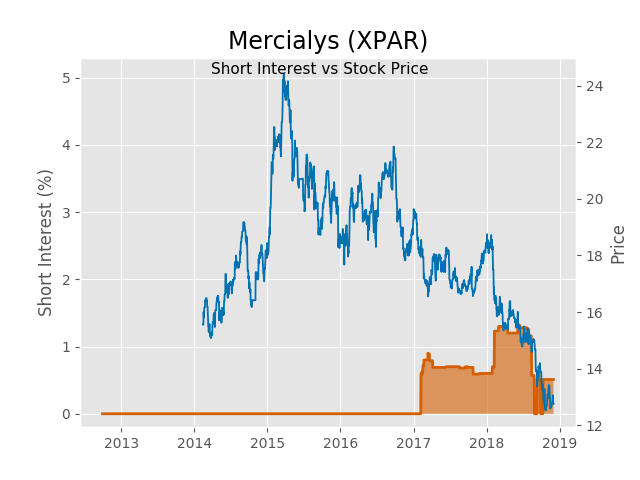 Mercialys (XPAR)
Short Interest vs Stock Price
Short Interest (%)
5
4
3
2
1
0
24
22
20
18
16
14
12
Price
2013 2014 2015 2016 2017 2018 2019